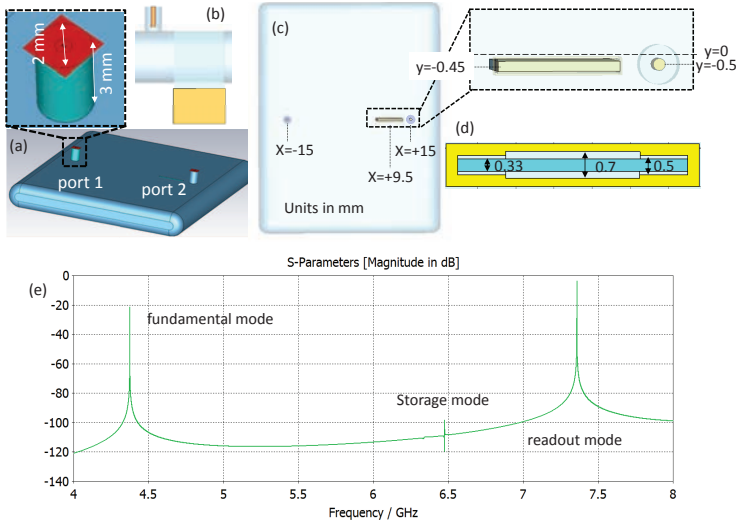 (a)
2 mm
3 mm
port 1
port 2
(b)
(c)
X=-15
X=+15
X=+9.5
Units in mm
y=-0.45
y=0
y=-0.5
(d)
0.33
0.7
0.5
S-Parameters [Magnitude in dB]
(e)
0
-20
-40
-60
-80
-100
-120
-140
fundamental mode
Storage mode
readout mode
4
4.5
5
5.5
6
6.5
7
7.5
8
Frequency / GHz